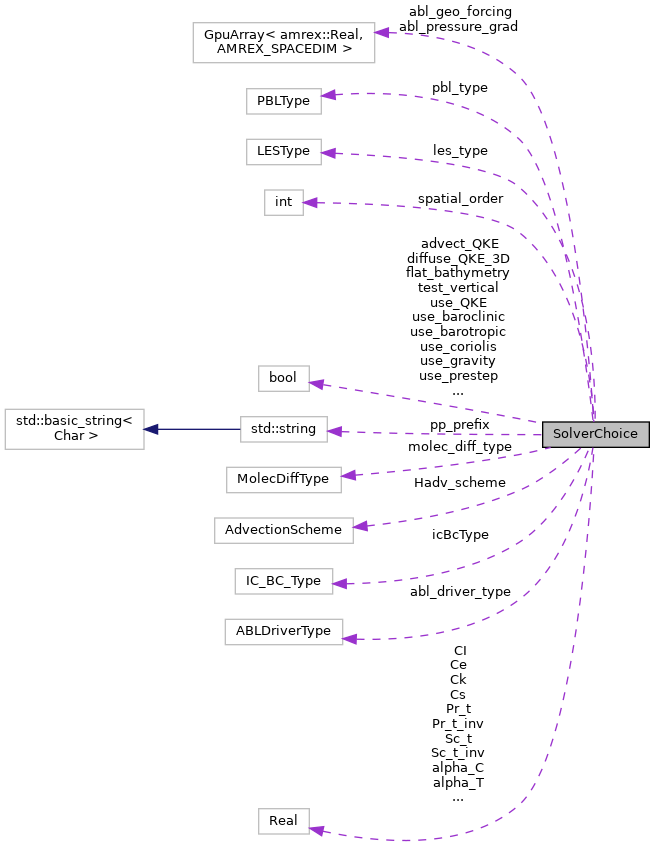 abl_geo_forcing
abl_pressure_grad
GpuArray< amrex::Real,
AMREX_SPACEDIM >
pbl_type
PBLType
les_type
LESType
spatial_order
int
advect_QKE
diffuse_QKE_3D
flat_bathymetry
test_vertical
use_QKE
use_baroclinic
use_barotropic
use_coriolis
use_gravity
use_prestep
...
bool
std::basic_string<
Char >
std::string
pp_prefix
SolverChoice
molec_diff_type
MolecDiffType
Hadv_scheme
AdvectionScheme
icBcType
IC_BC_Type
abl_driver_type
ABLDriverType
CI
Ce
Ck
Cs
Pr_t
Pr_t_inv
Sc_t
Sc_t_inv
alpha_C
alpha_T
...
Real